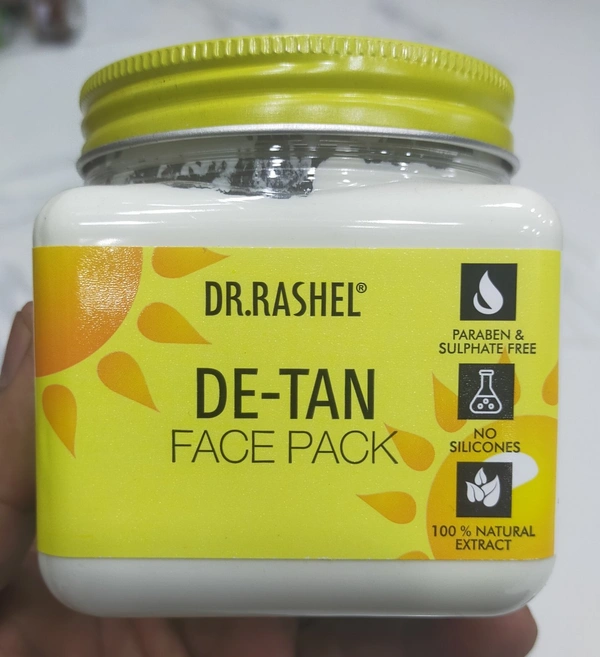 DR.RASHEL®
DE-TAN
FACE PACK
PARABEN &
SULPHATE FREE
NO
SILICONES
100 % NATURAL
EXTRACT